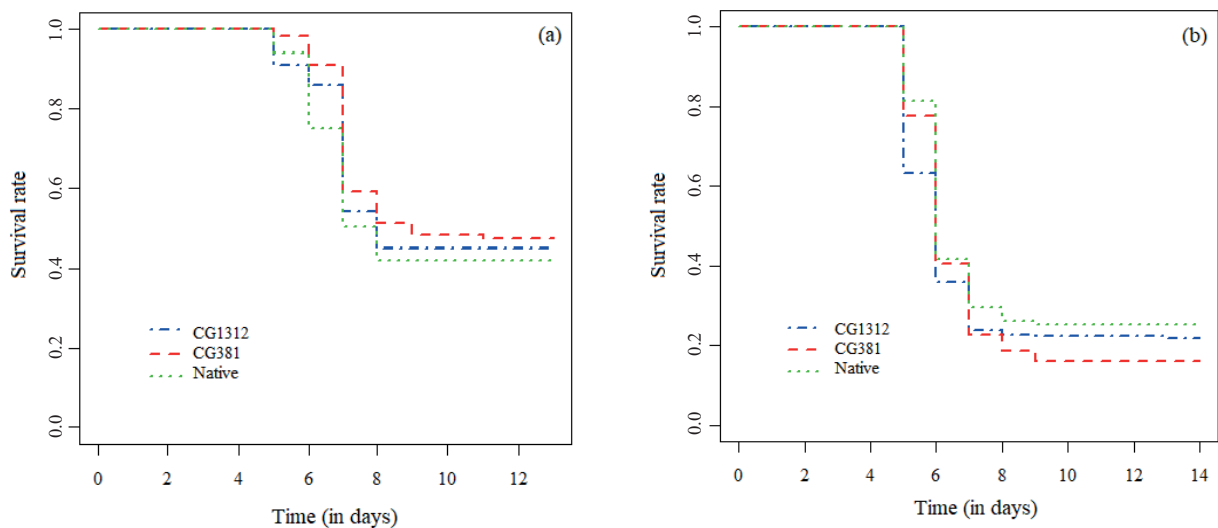 (a)
1.0
0.8
0.6
0.4
0.2
0.0
Survival rate
CG1312
CG381
Native
0 2 4 6 8 10 12
Time (in days)
(b)
1.0
0.8
0.6
0.4
0.2
0.0
Survival rate
CG1312
CG381
Native
0 2 4 6 8 10 12 14
Time (in days)